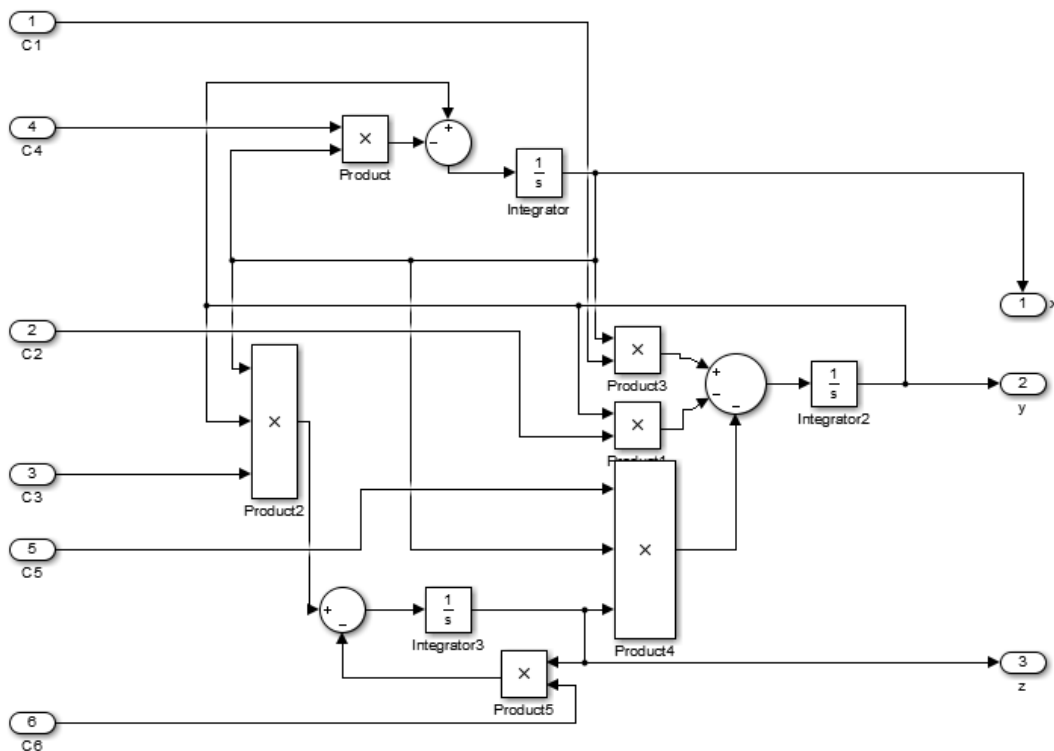 1
C1
4
C4
×
Product
+
−
1
s
Integrator
1
2
C2
×
Product3
+
−
−
1
s
Integrator2
2
y
×
Product2
×
3
C3
5
C5
×
Product4
+
−
1
s
Integrator3
×
Product5
3
z
6
C6